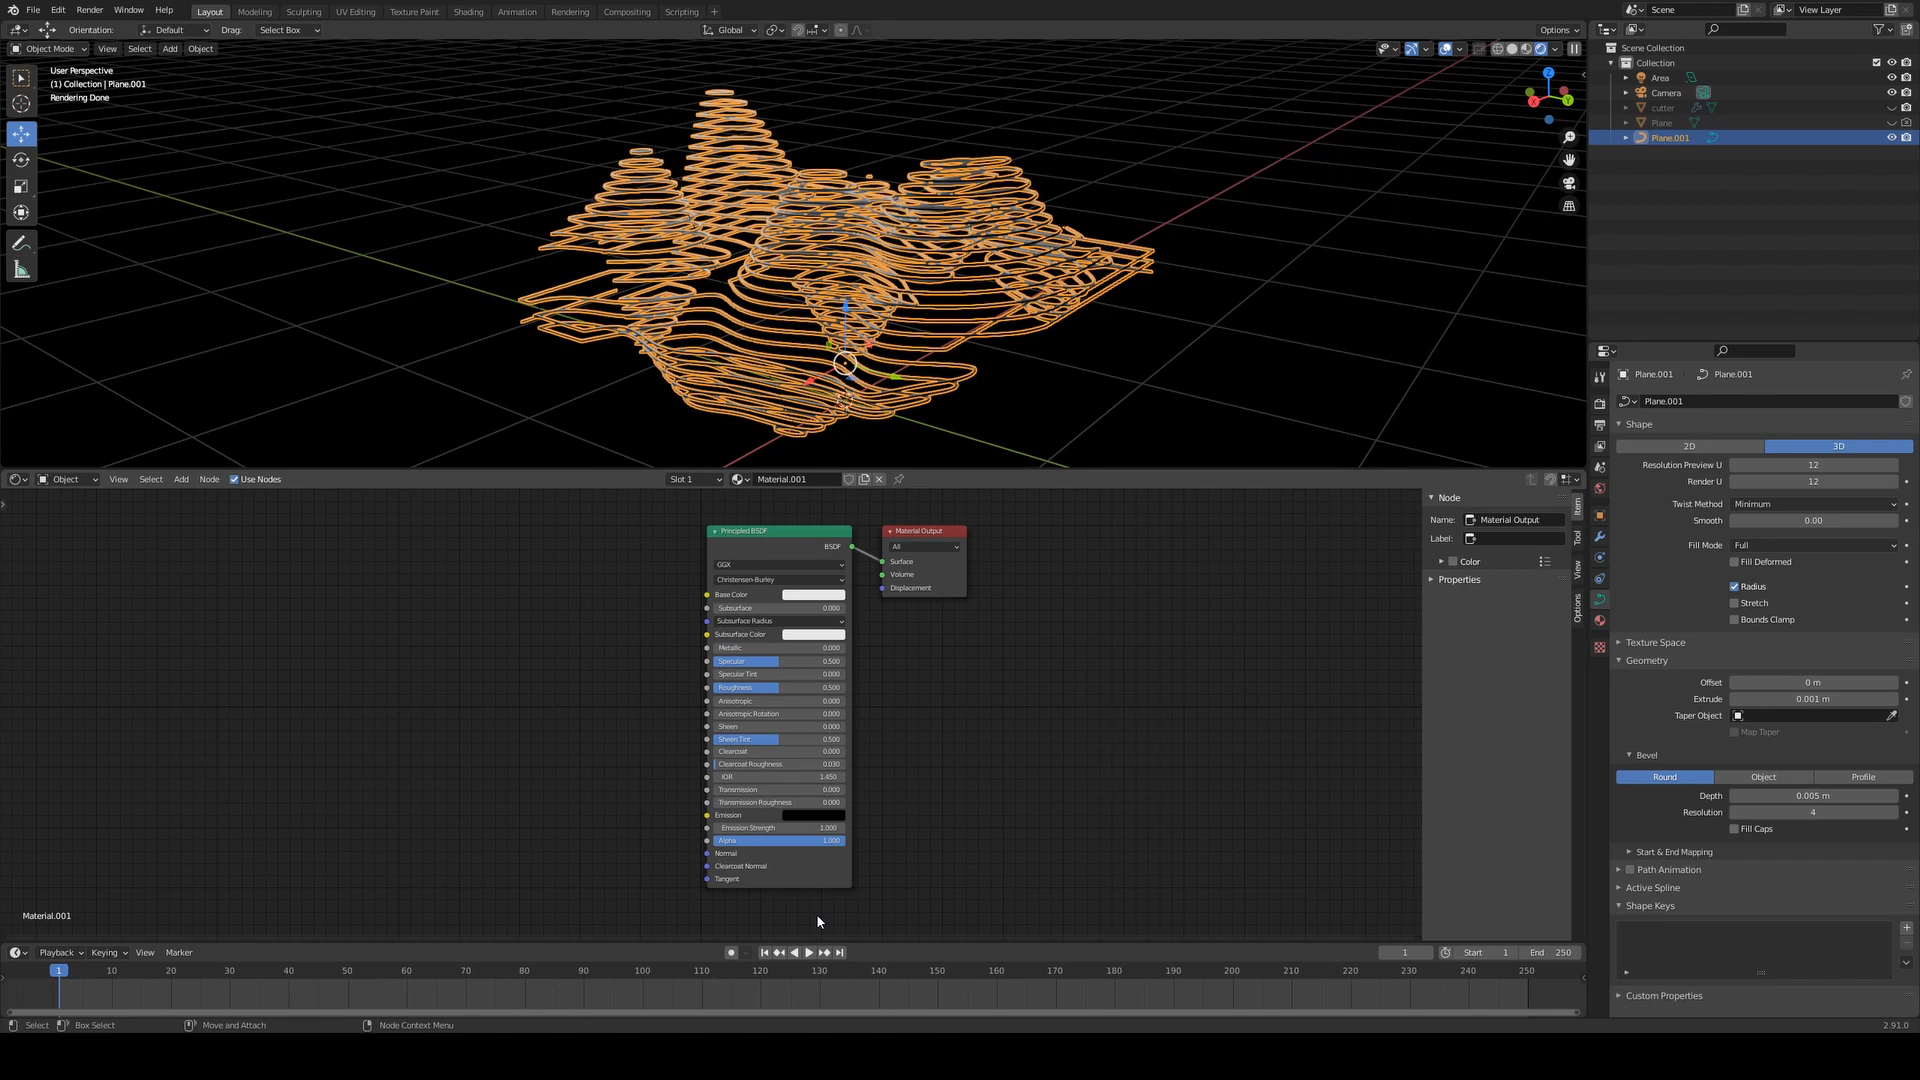 File Edit Render Window Help Layout Modeling Sculpting UV Editing Texture Paint Shading Animation Rendering Compositing Scripting + Scene View Layer
Orientation: Default Drag: Select Box Global Options
Object Mode View Select Add Object
User Perspective
(1) Collection | Plane.001
Rendering Done
Scene Collection
Collection
Area
Camera
cutter
Plane
Plane.001
Plane.001 Plane.001
Plane.001
Shape
2D 3D
Resolution Preview U 12
Render U 12
Twist Method Minimum
Smooth 0.00
Fill Mode Full
Fill Deformed
Radius
Stretch
Bounds Clamp
Texture Space
Geometry
Offset 0 m
Extrude 0.001 m
Taper Object
Map Taper
Bevel
Round Object Profile
Depth 0.005 m
Resolution 4
Fill Caps
Start & End Mapping
Path Animation
Active Spline
Shape Keys
Custom Properties
Object View Select Add Node Use Nodes Slot 1 Material.001
Principled BSDF
BSDF
GGX
Christensen-Burley
Base Color
Subsurface 0.000
Subsurface Radius
Subsurface Color
Metallic 0.000
Specular 0.500
Specular Tint 0.000
Roughness 0.500
Anisotropic 0.000
Anisotropic Rotation 0.000
Sheen 0.000
Sheen Tint 0.500
Clearcoat 0.000
Clearcoat Roughness 0.030
IOR 1.450
Transmission 0.000
Transmission Roughness 0.000
Emission
Emission Strength 1.000
Alpha 1.000
Normal
Clearcoat Normal
Tangent
Material Output
All
Surface
Volume
Displacement
Node
Name: Material Output
Label:
Color
Properties
Item
Tool
View
Options
Material.001
Playback Keying View Marker 1 Start 1 End 250
1 10 20 30 40 50 60 70 80 90 100 110 120 130 140 150 160 170 180 190 200 210 220 230 240 250
Select Box Select Move and Attach Node Context Menu 2.91.0